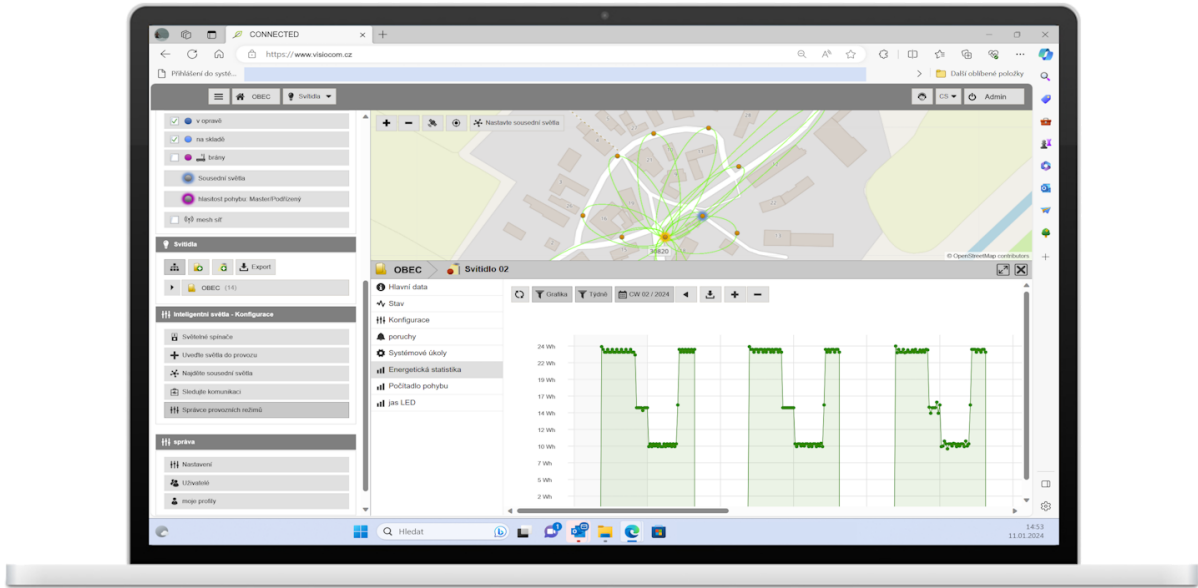 CONNECTED
https://www.visiocom.cz
Přihlášení do systé...
Další oblíbené položky
OBEC
Svítidla
CS
Admin
v opravě
na skladě
brány
Sousední světla
hlasitosť pohybu: Master/Podřízený
mesh síť
Svítidla
Export
OBEC (14)
Inteligentní světla - Konfigurace
Světelné spínače
Uveďte světla do provozu
Najděte sousední světla
Sledujte komunikaci
Správce provozních režimů
správa
Nastavení
Uživatelé
moje profily
Nastavte sousední světla
30820
© OpenStreetMap contributors
OBEC
Svítidlo 02
Hlavní data
Stav
Konfigurace
poruchy
Systémové úkoly
Energetická statistika
Počítadlo pohybu
jas LED
Grafika
Týdně
CW 02 / 2024
24 Wh
22 Wh
19 Wh
17 Wh
14 Wh
12 Wh
10 Wh
7 Wh
5 Wh
2 Wh
Hledat
14:53
11.01.2024